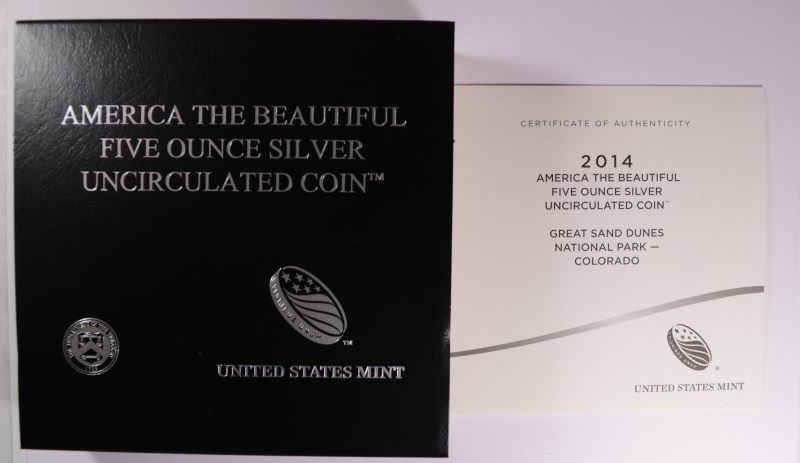 AMERICA THE BEAUTIFUL
FIVE OUNCE SILVER
UNCIRCULATED COIN™
UNITED STATES MINT
CERTIFICATE OF AUTHENTICITY
2014
AMERICA THE BEAUTIFUL
FIVE OUNCE SILVER
UNCIRCULATED COIN™
GREAT SAND DUNES
NATIONAL PARK —
COLORADO
UNITED STATES MINT